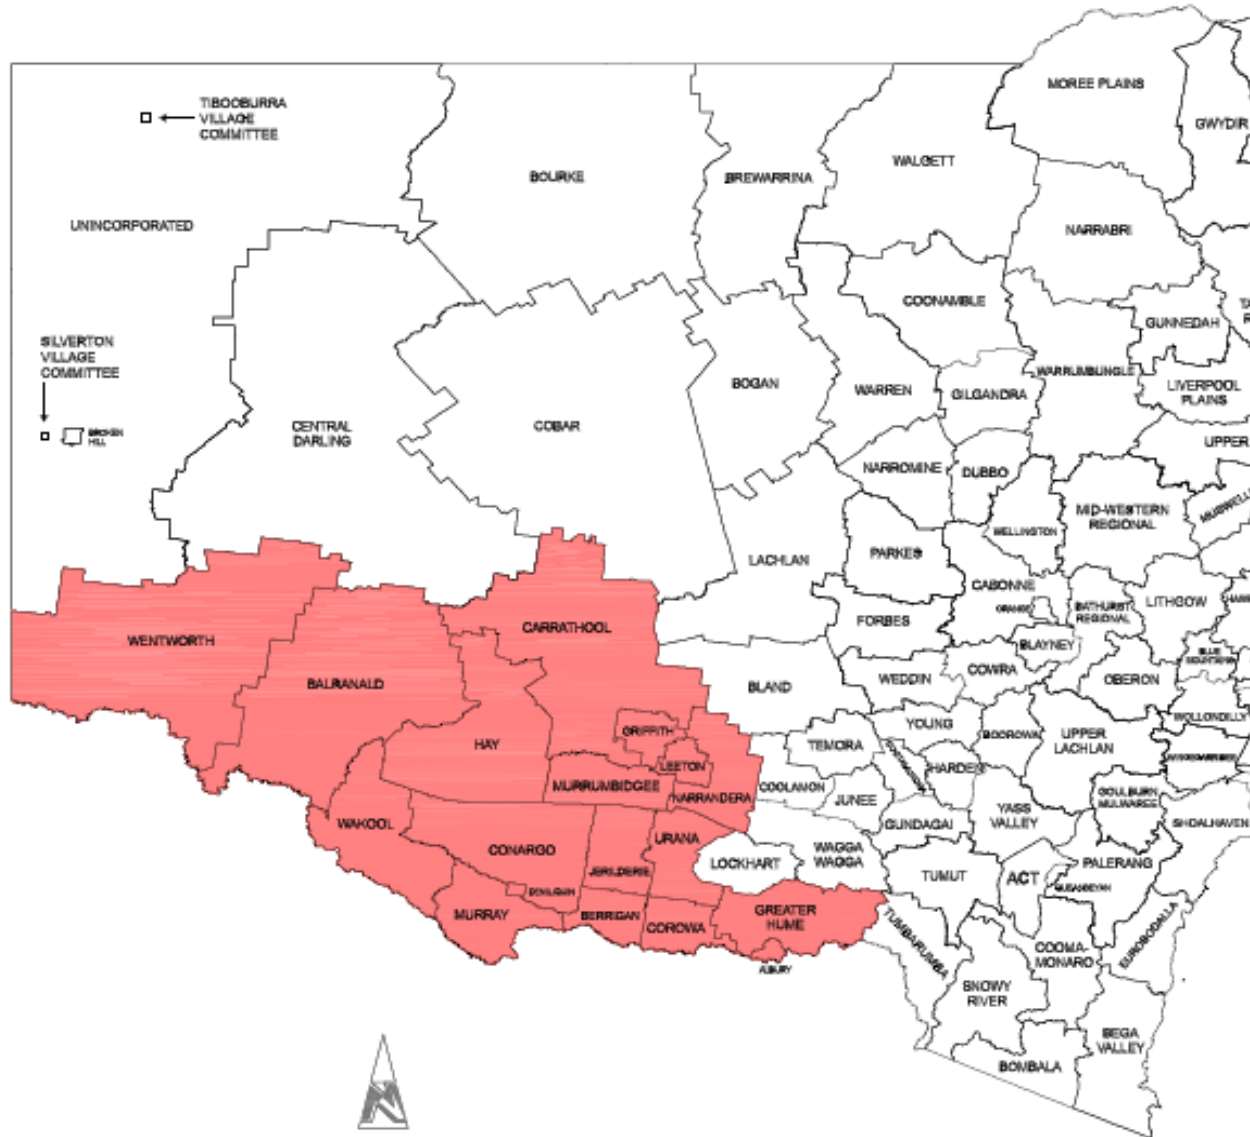 MOREE PLAINS
GWYDIR
TIBOOBURRA
VILLAGE
COMMITTEE
WALGETT
BOURKE
BREWARRINA
UNINCORPORATED
NARRABRI
COONAMBLE
GUNNEDAH
SILVERTON
VILLAGE
COMMITTEE
WARRUMBUNGLE
BOGAN
WARREN
GILGANDRA
LIVERPOOL
PLAINS
BROKEN
HILL
CENTRAL
DARLING
COBAR
UPPER
NARROMINE
DUBBO
MID-WESTERN
REGIONAL
WELLINGTON
LACHLAN
PARKES
CABONNE
ORANGE
BATHURST
REGIONAL
LITHGOW
WENTWORTH
CARRATHOOL
FORBES
BLAYNEY
BLUE
MOUNTAINS
BALRANALD
BLAND
WEDDIN
COWRA
OBERON
WOLLONDILLY
HAY
GRIFFITH
YOUNG
BOOROWA
UPPER
LACHLAN
TEMORA
LEETON
HARDEN
MURRUMBIDGEE
NARRANDERA
COOLAMON
JUNEE
GOULBURN
MULWAREE
YASS
VALLEY
WAKOOL
URANA
GUNDAGAI
SHOALHAVEN
CONARGO
LOCKHART
WAGGA
WAGGA
PALERANG
JERILDERIE
TUMUT
ACT
QUEANBEYAN
DENILIQUIN
MURRAY
BERRIGAN
COROWA
GREATER
HUME
TUMBARUMBA
EUROBODALLA
COOMA-
MONARO
ALBURY
SNOWY
RIVER
BEGA
VALLEY
BOMBALA